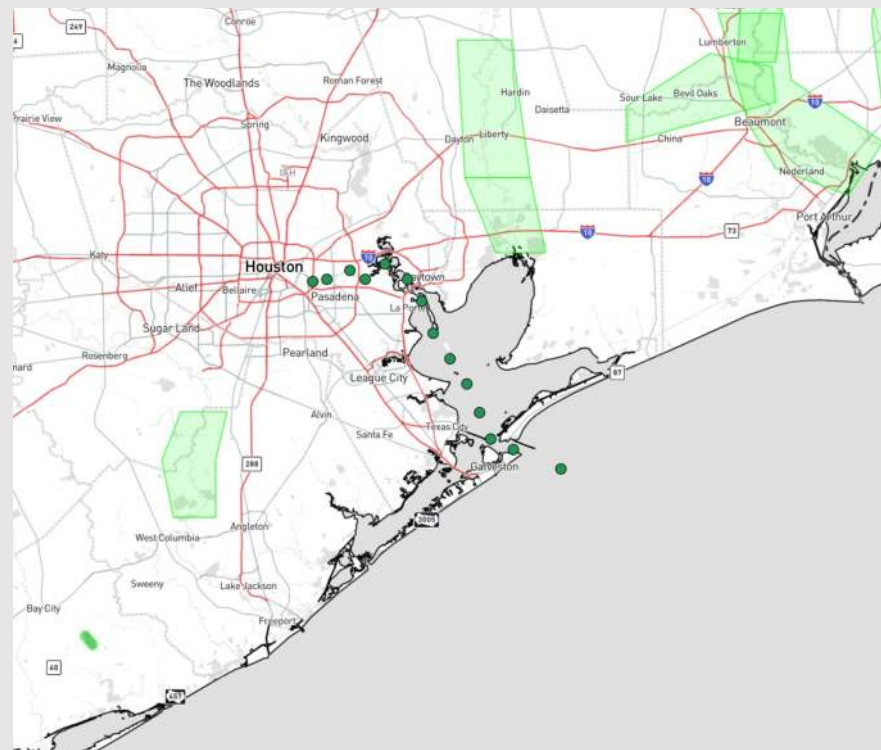 Conroe
249
Lumberton
Magnolia
The Woodlands
Roman Forest
Hardin
Sour Lake
Bevil Oaks
Daisetta
10
Prairie View
Spring
Kingwood
Dayton
Liberty
China
Beaumont
IAH
Nederland
10
Port Arthur
73
10
Katy
Houston
10
Baytown
Alief
Bellaire
Pasadena
La Porte
Sugar Land
Rosenberg
Pearland
League City
87
Alvin
Santa Fe
Texas City
Galveston
288
3005
West Columbia
Angleton
Sweeny
Lake Jackson
Bay City
Freeport
60
457